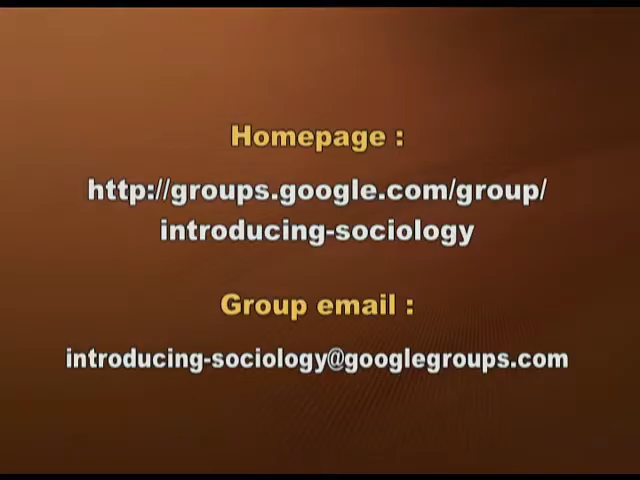 Homepage :
http://groups.google.com/group/
introducing-sociology
Group email :
introducing-sociology@googlegroups.com